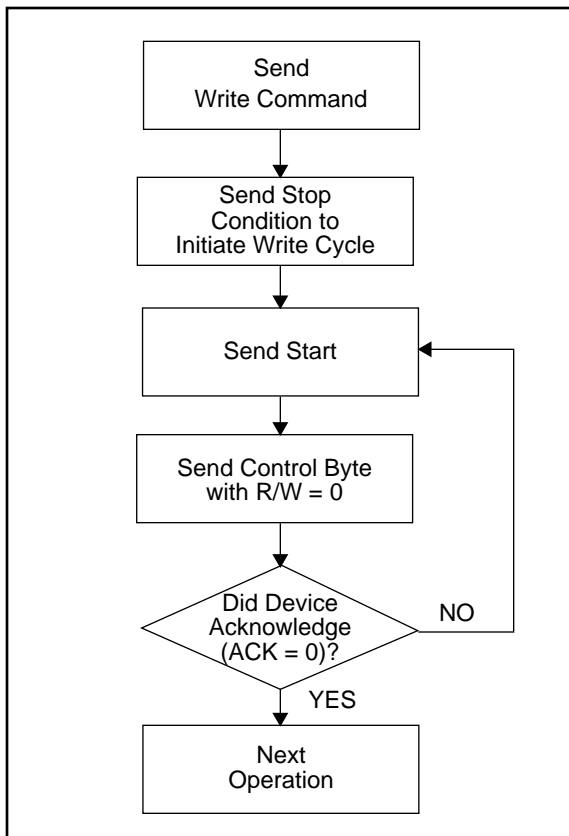 Send
Write Command
Send Stop
Condition to
Initiate Write Cycle
Send Start
Send Control Byte
with R/W = 0
Did Device
Acknowledge
(ACK = 0)?
NO
YES
Next
Operation